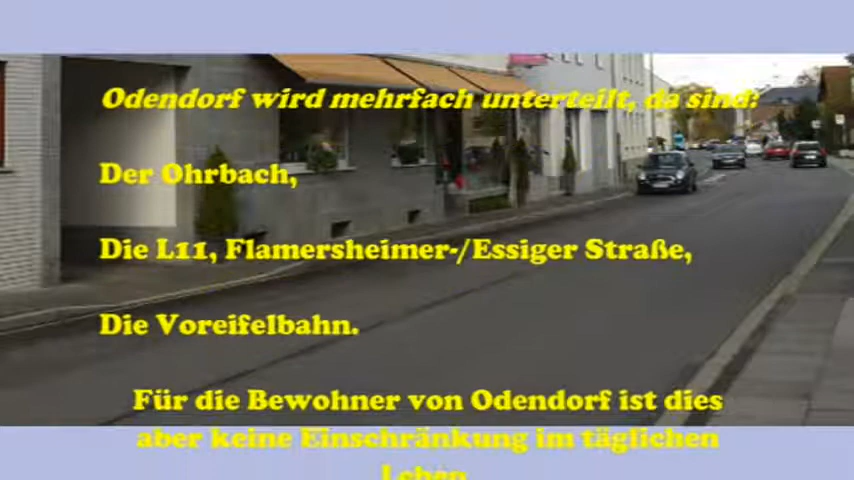 Odendorf wird mehrfach unterteilt, da sind:
Der Ohrbach,
Die L11, Flamersheimer-/Essiger Straße,
Die Voreifelbahn.
Für die Bewohner von Odendorf ist dies
aber keine Einschränkung im täglichen
Leben